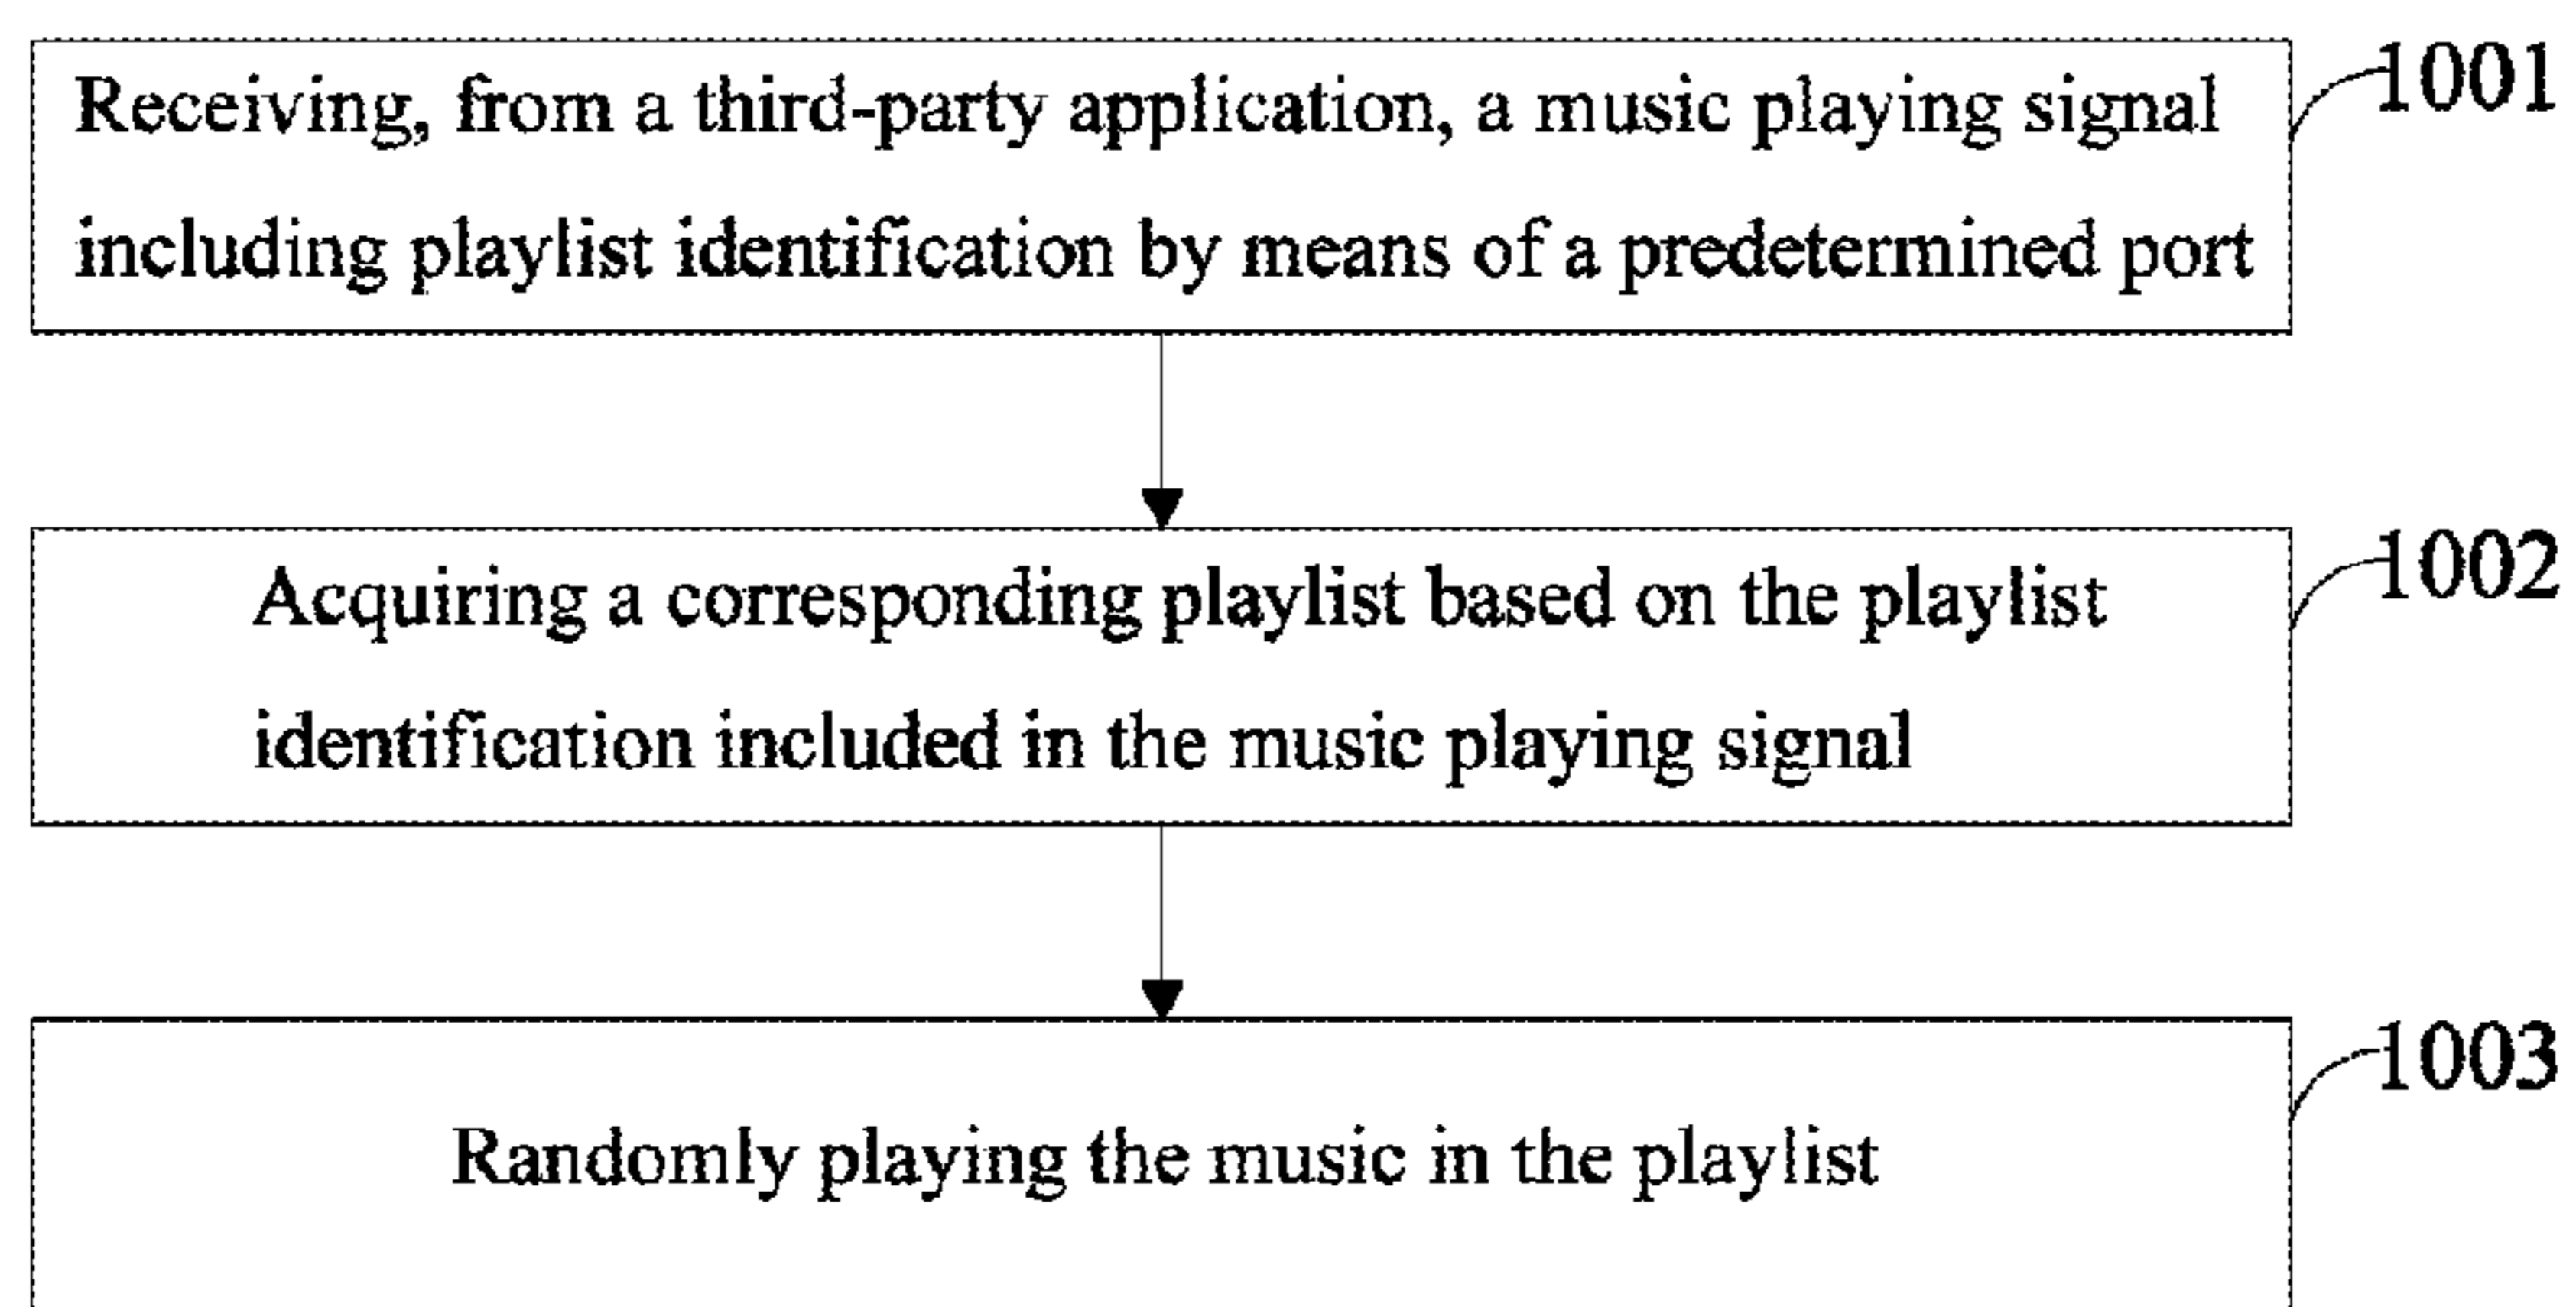 Receiving, from a third-party application, a music playing signal
including playlist identification by means of a predetermined port
1001
Acquiring a corresponding playlist based on the playlist
identification included in the music playing signal
1002
Randomly playing the music in the playlist
1003